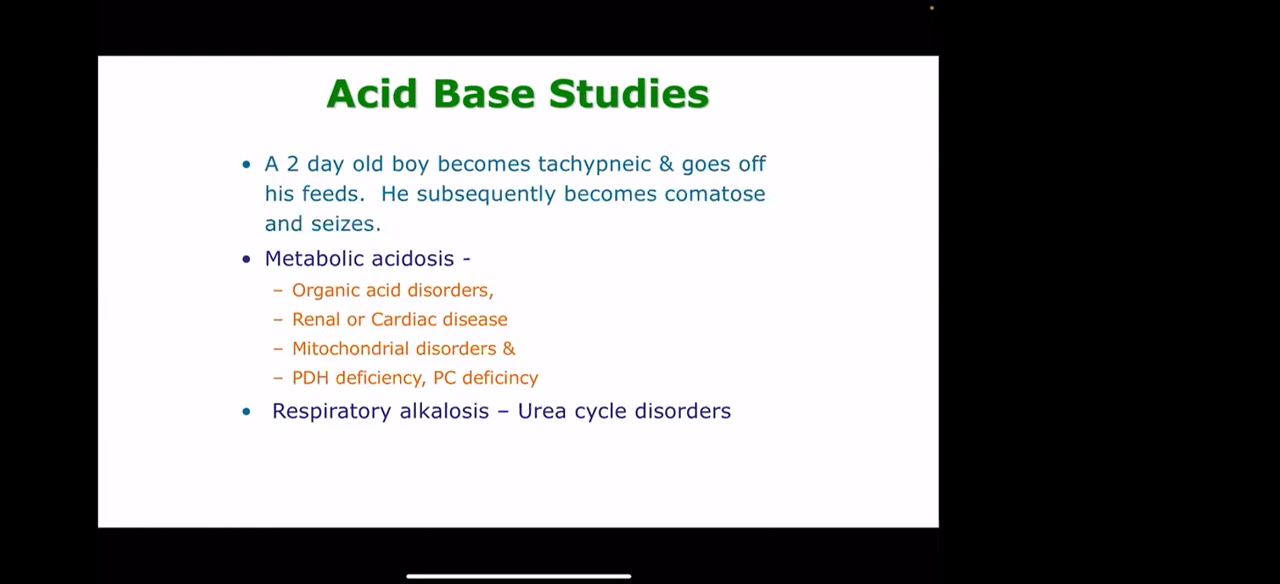 Acid Base Studies
• A 2 day old boy becomes tachypneic & goes off
his feeds.  He subsequently becomes comatose
and seizes.
• Metabolic acidosis -
– Organic acid disorders,
– Renal or Cardiac disease
– Mitochondrial disorders &
– PDH deficiency, PC deficincy
• Respiratory alkalosis – Urea cycle disorders